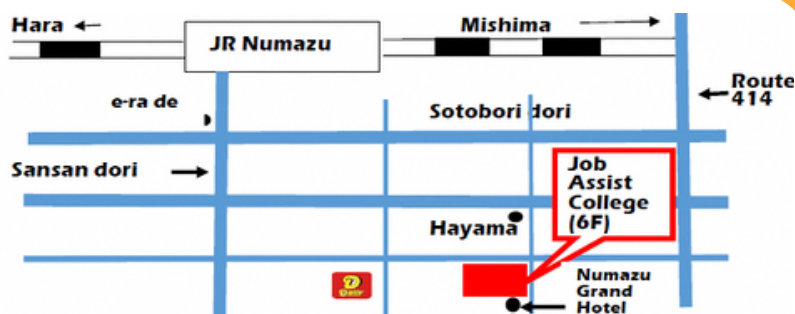 Hara
Mishima
JR Numazu
Route
414
e-ra de
Sotobori dori
Sansan dori
Job
Assist
College
(6F)
Hayama
D
Daily
Numazu
Grand
Hotel